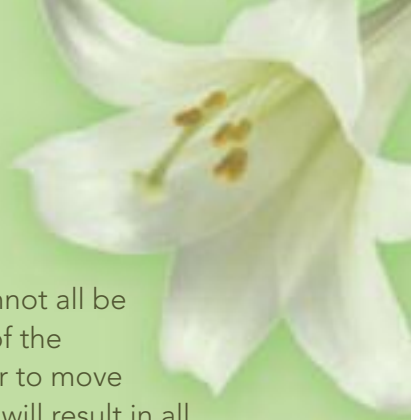 nnot all be
of the
r to move
will result in all